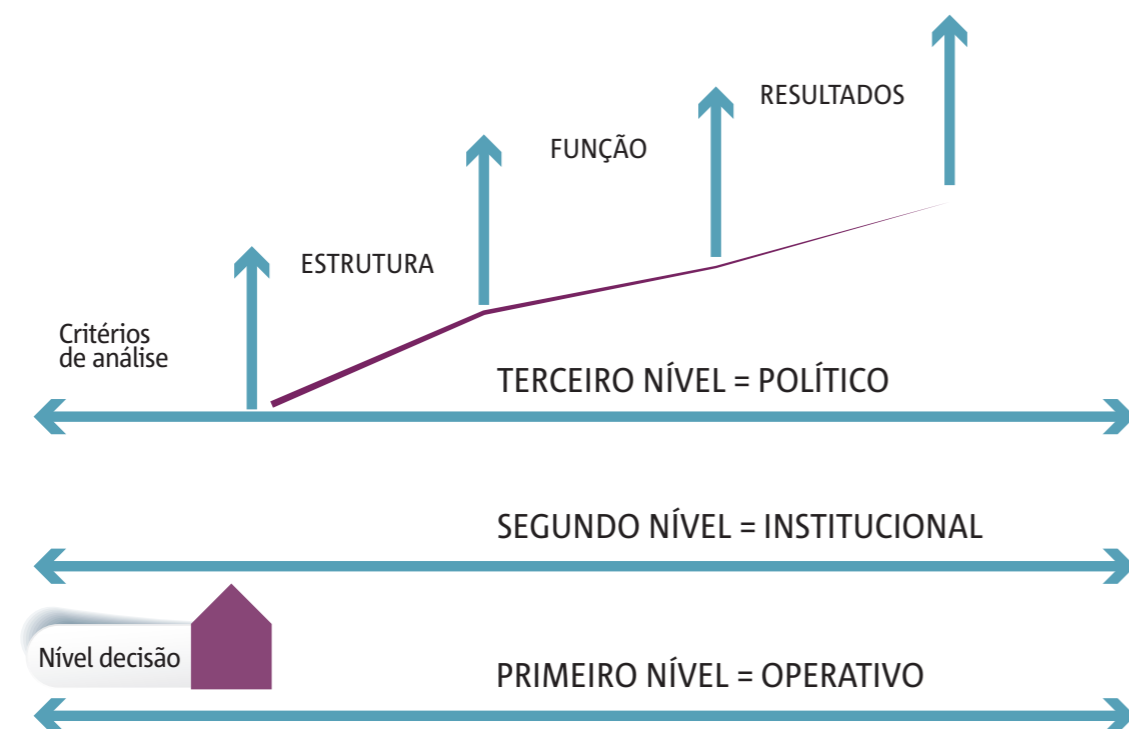 RESULTADOS
FUNÇÃO
ESTRUTURA
Critérios
de análise
TERCEIRO NÍVEL = POLÍTICO
SEGUNDO NÍVEL = INSTITUCIONAL
Nível decisão
PRIMEIRO NÍVEL = OPERATIVO